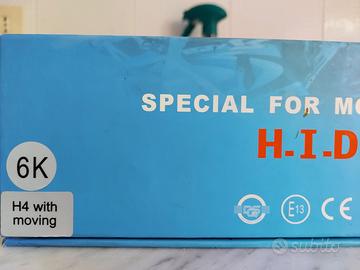 SPECIAL FOR MO
H-I-D
6K
H4 with
moving
E13
CE
subito